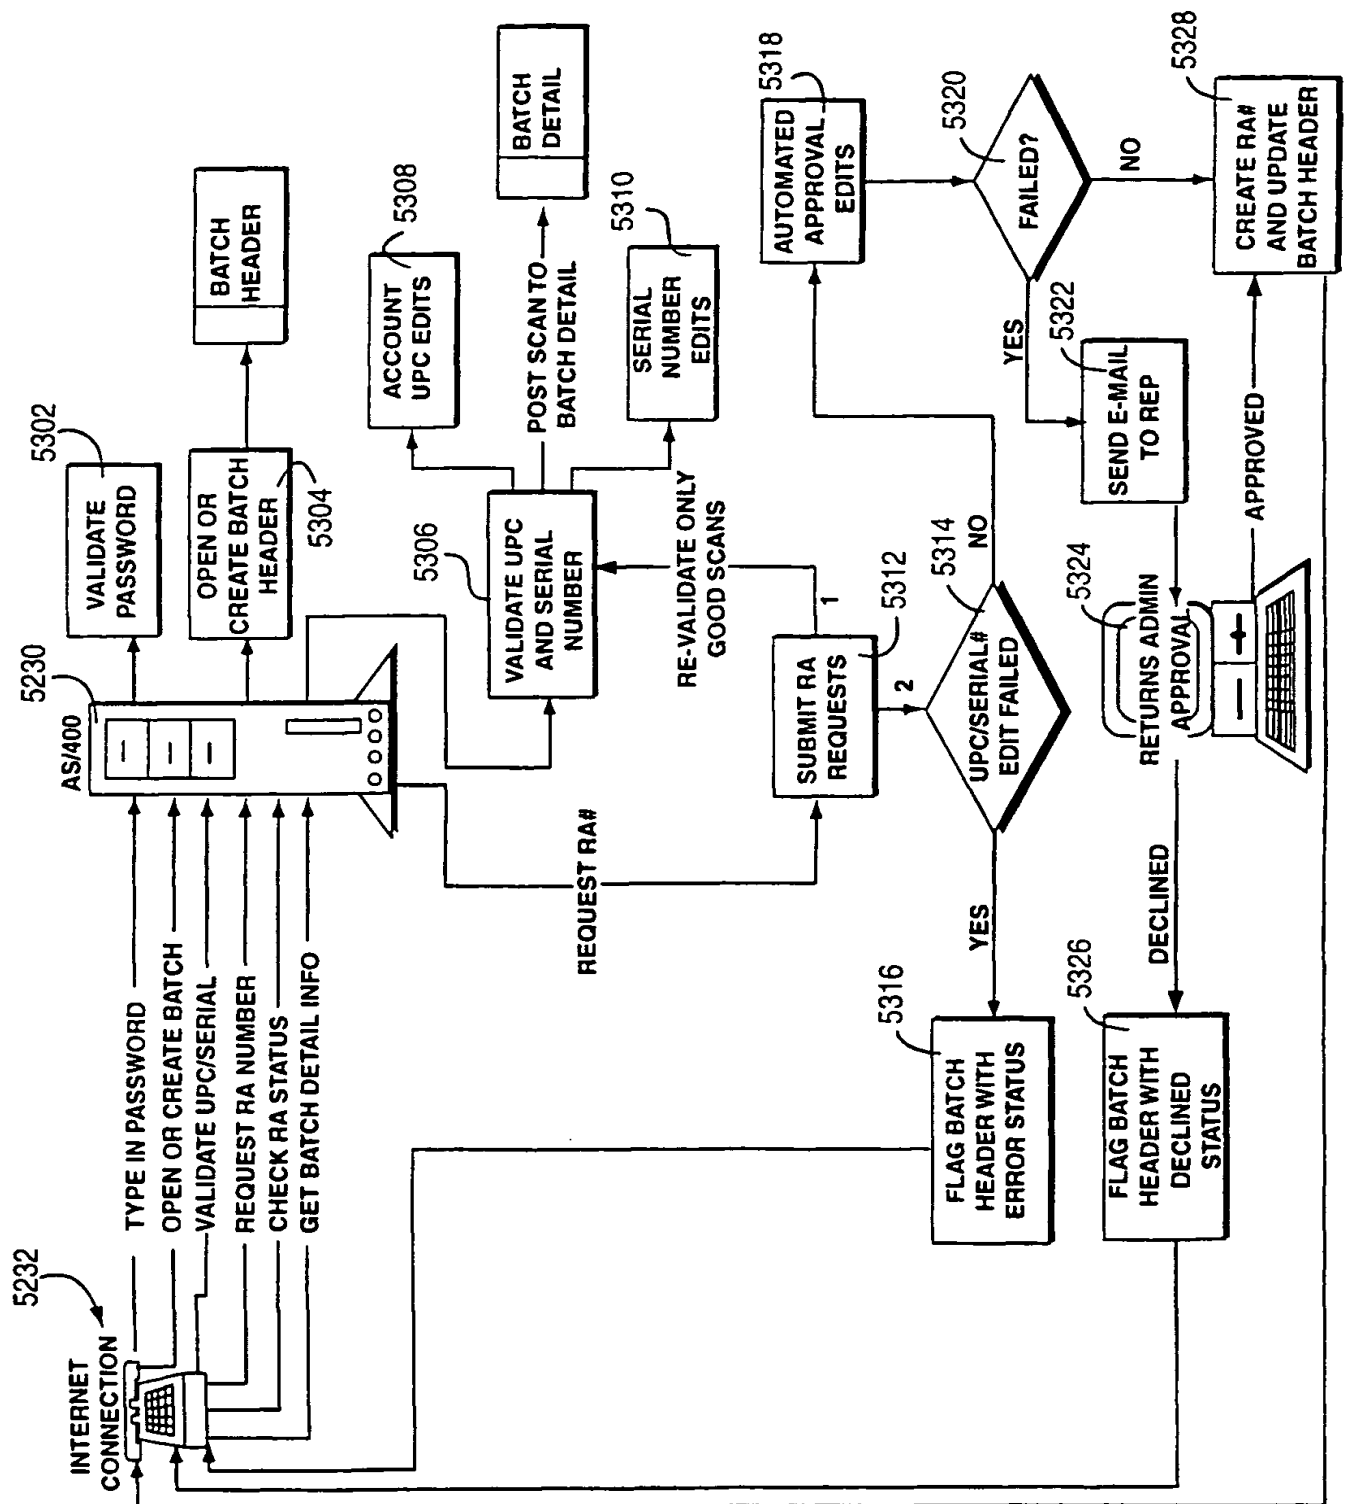 INTERNET
CONNECTION
5232
TYPE IN PASSWORD
OPEN OR CREATE BATCH
VALIDATE UPC/SERIAL
REQUEST RA NUMBER
CHECK RA STATUS
GET BATCH DETAIL INFO
AS/400
5230
VALIDATE
PASSWORD
5302
OPEN OR
CREATE BATCH
HEADER
5304
BATCH
HEADER
5306
VALIDATE UPC
AND SERIAL
NUMBER
ACCOUNT
UPC EDITS
5308
POST SCAN TO
BATCH DETAIL
BATCH
DETAIL
SERIAL
NUMBER
EDITS
5310
RE-VALIDATE ONLY
GOOD SCANS
REQUEST RA#
SUBMIT RA
REQUESTS
5312
1
2
UPC/SERIAL#
EDIT FAILED
5314
YES
NO
FLAG BATCH
HEADER WITH
ERROR STATUS
5316
AUTOMATED
APPROVAL
EDITS
5318
FAILED?
5320
YES
NO
SEND E-MAIL
TO REP
5322
RETURNS ADMIN
APPROVAL
5324
DECLINED
APPROVED
FLAG BATCH
HEADER WITH
DECLINED
STATUS
5326
CREATE RA#
AND UPDATE
BATCH HEADER
5328